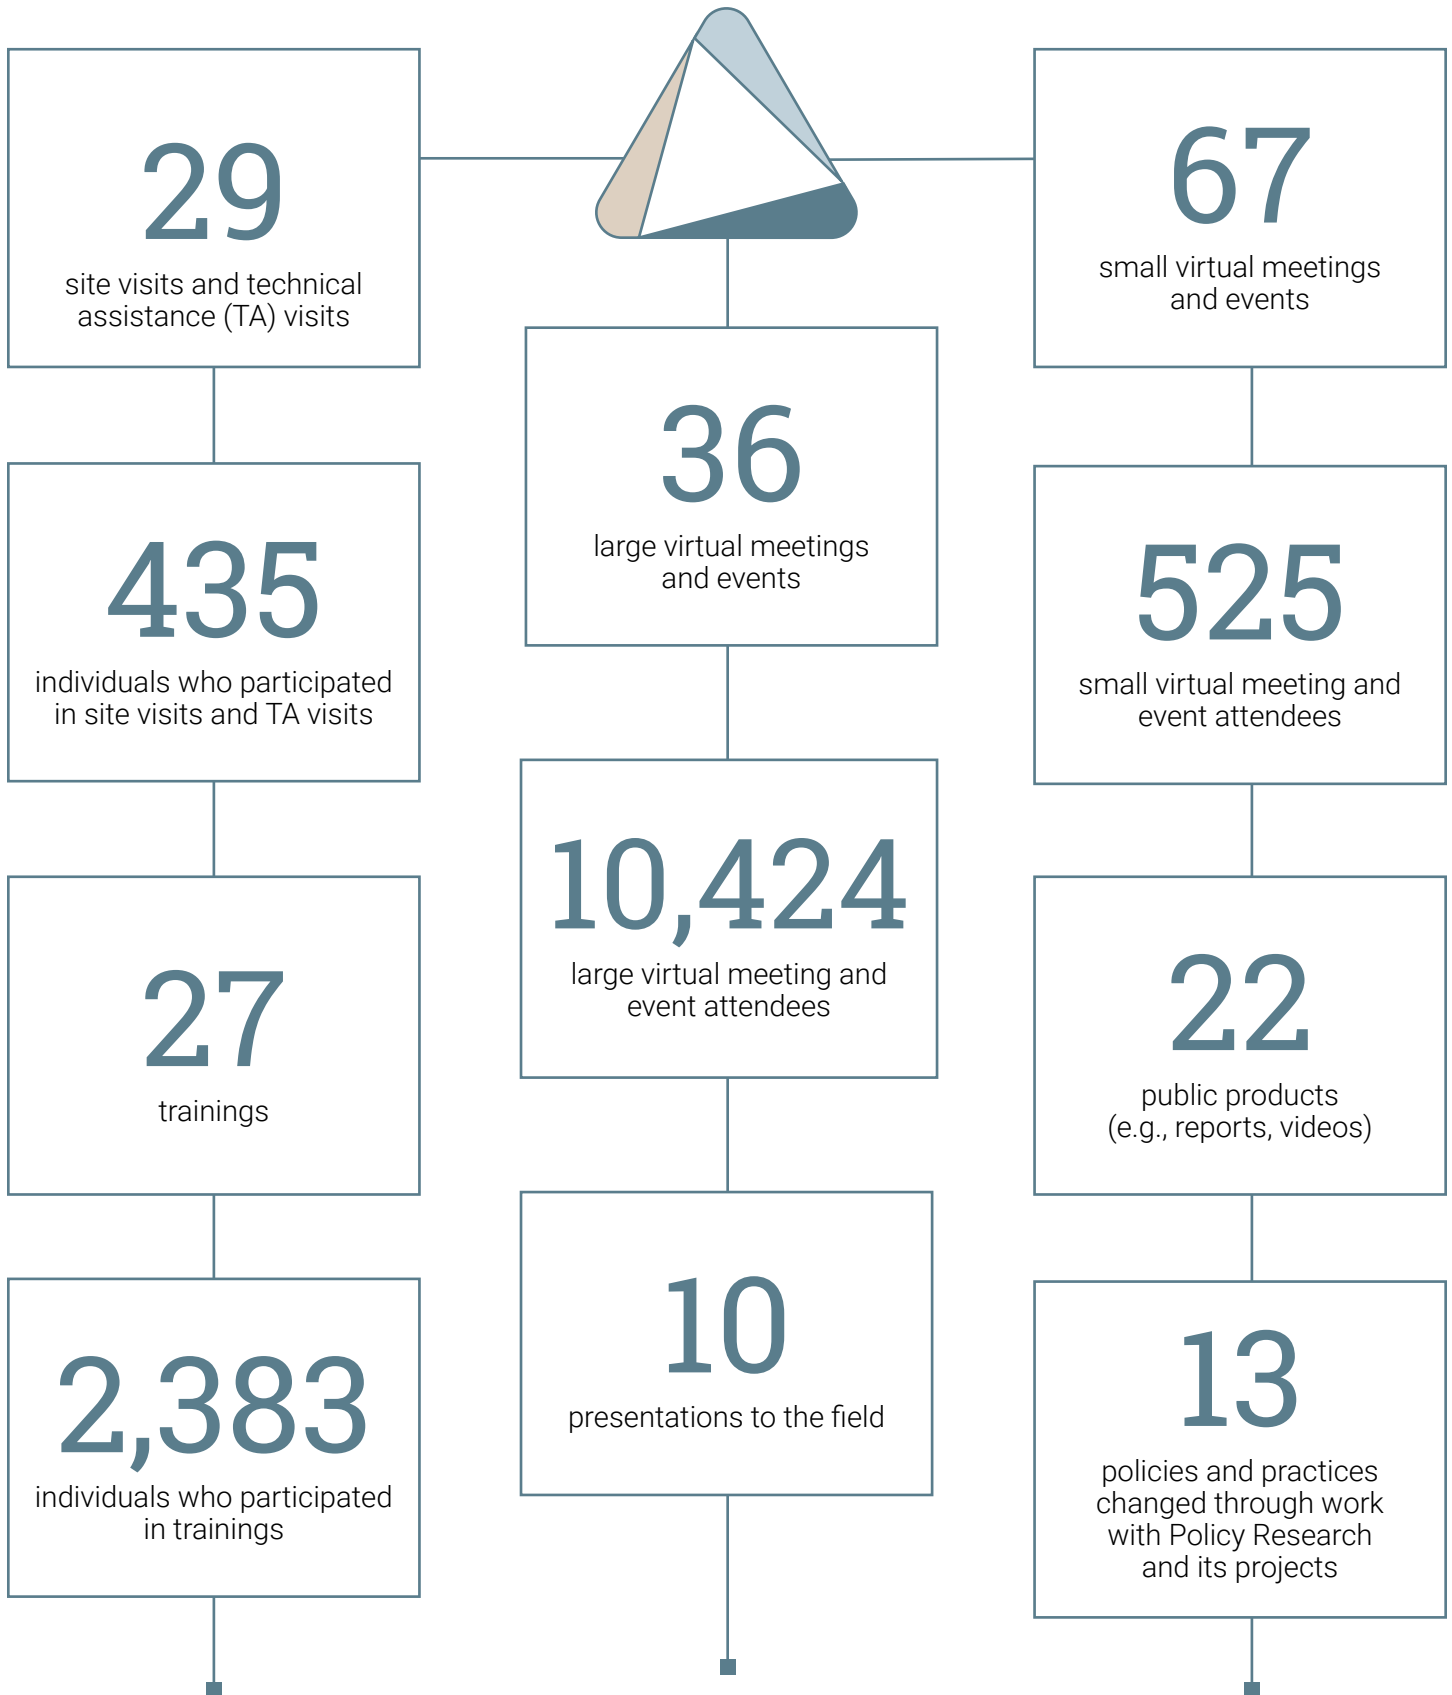 29
site visits and technical
assistance (TA) visits
435
individuals who participated
in site visits and TA visits
27
trainings
2,383
individuals who participated
in trainings
36
large virtual meetings
and events
10,424
large virtual meeting and
event attendees
10
presentations to the field
67
small virtual meetings
and events
525
small virtual meeting and
event attendees
22
public products
(e.g., reports, videos)
13
policies and practices
changed through work
with Policy Research
and its projects